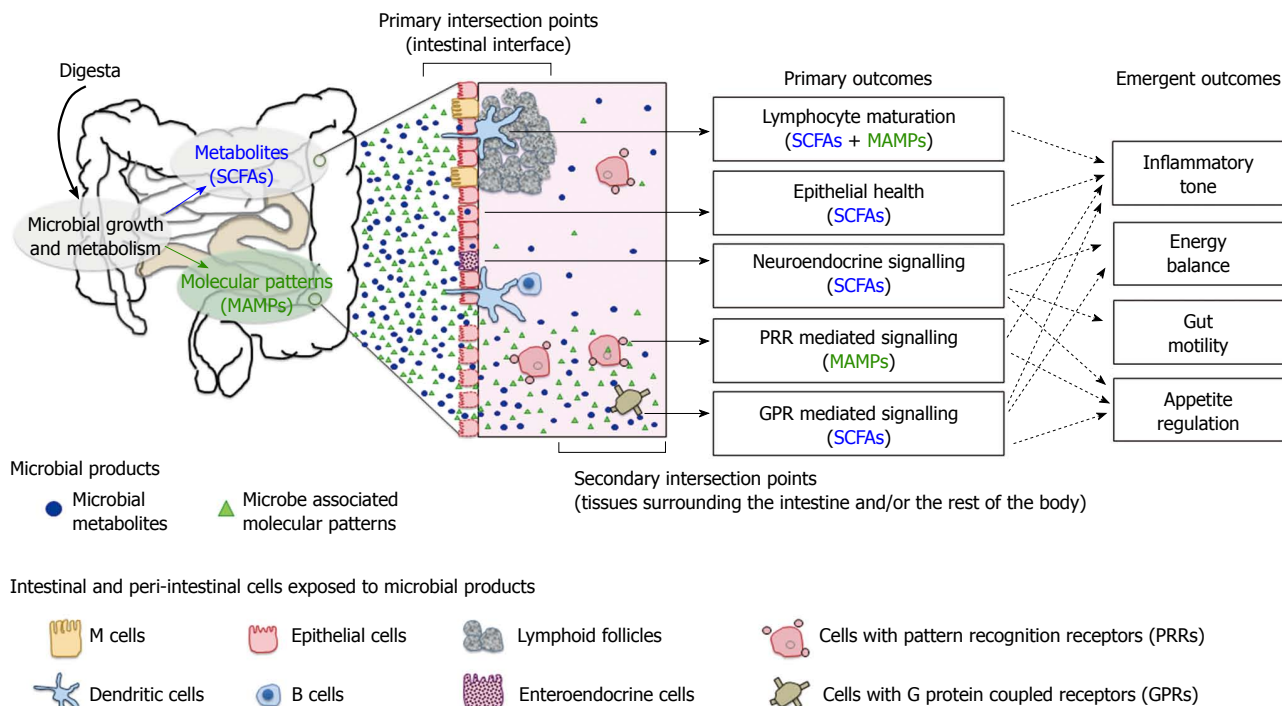 Primary intersection points
(intestinal interface)
Digesta
Metabolites
(SCFAs)
Microbial growth
and metabolism
Molecular patterns
(MAMPs)
Primary outcomes
Lymphocyte maturation
(SCFAs + MAMPs)
Epithelial health
(SCFAs)
Neuroendocrine signalling
(SCFAs)
PRR mediated signalling
(MAMPs)
GPR mediated signalling
(SCFAs)
Emergent outcomes
Inflammatory
tone
Energy
balance
Gut
motility
Appetite
regulation
Secondary intersection points
(tissues surrounding the intestine and/or the rest of the body)
Microbial products
Microbial
metabolites
Microbe associated
molecular patterns
Intestinal and peri-intestinal cells exposed to microbial products
M cells
Epithelial cells
Lymphoid follicles
Cells with pattern recognition receptors (PRRs)
Dendritic cells
B cells
Enteroendocrine cells
Cells with G protein coupled receptors (GPRs)